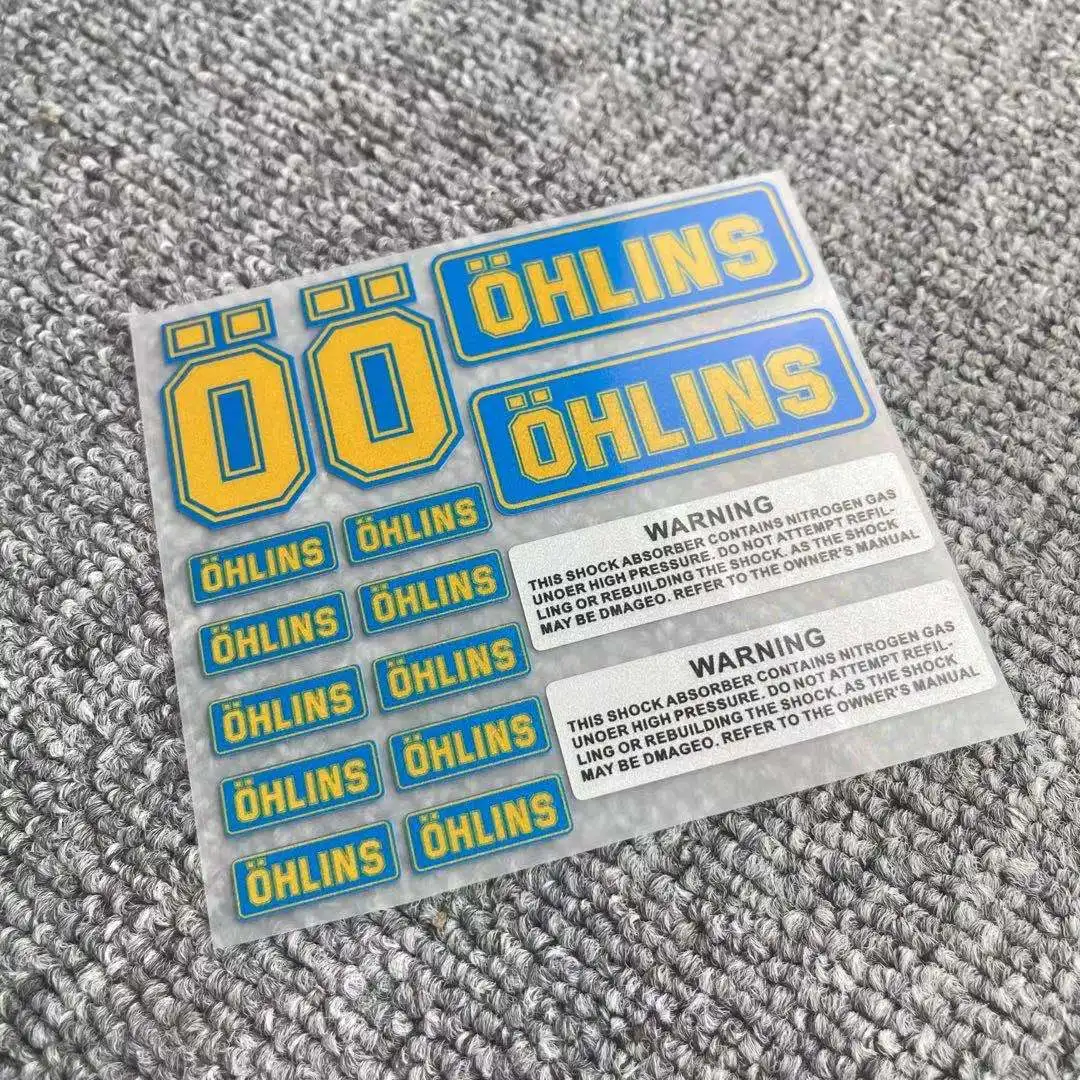 Ö Ö
ÖHLINS
ÖHLINS
ÖHLINS ÖHLINS
ÖHLINS ÖHLINS
ÖHLINS ÖHLINS
ÖHLINS ÖHLINS
ÖHLINS ÖHLINS
WARNING
THIS SHOCK ABSORBER CONTAINS NITROGEN GAS
UNOER HIGH PRESSURE. DO NOT ATTEMPT REFIL-
LING OR REBUILDING THE SHOCK. AS THE SHOCK
MAY BE DMAGEO. REFER TO THE OWNER'S MANUAL
WARNING
THIS SHOCK ABSORBER CONTAINS NITROGEN GAS
UNOER HIGH PRESSURE. DO NOT ATTEMPT REFIL-
LING OR REBUILDING THE SHOCK. AS THE SHOCK
MAY BE DMAGEO. REFER TO THE OWNER'S MANUAL